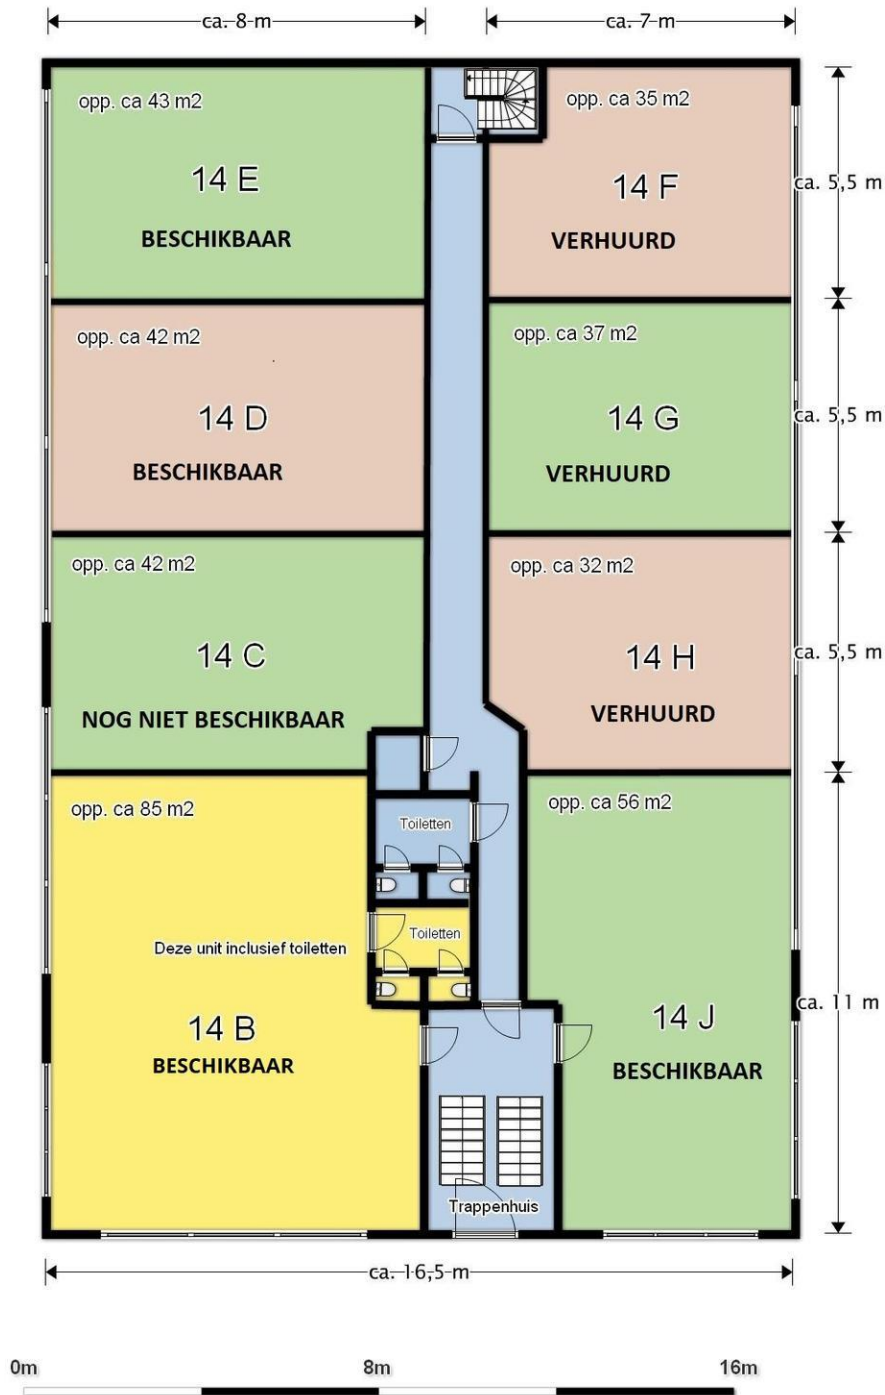 ca. 8 m
ca. 7 m
opp. ca 43 m2
14 E
BESCHIKBAAR
opp. ca 35 m2
14 F
VERHUURD
ca. 5,5 m
opp. ca 42 m2
14 D
BESCHIKBAAR
opp. ca 37 m2
14 G
VERHUURD
ca. 5,5 m
opp. ca 42 m2
14 C
NOG NIET BESCHIKBAAR
opp. ca 32 m2
14 H
VERHUURD
ca. 5,5 m
opp. ca 85 m2
Toiletten
Toiletten
Deze unit inclusief toiletten
14 B
BESCHIKBAAR
opp. ca 56 m2
14 J
BESCHIKBAAR
ca. 11 m
Trappenhuis
ca. 16,5 m
0m
8m
16m